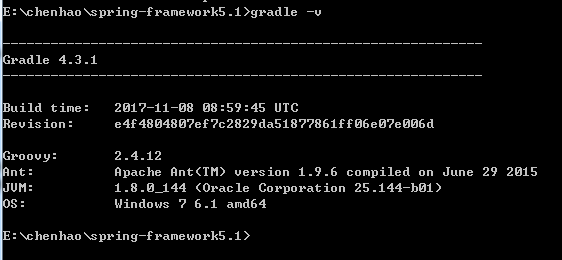 E:\chenhao\spring-framework5.1>gradle -v
------------------------------------------------------------
Gradle 4.3.1
------------------------------------------------------------
Build time:   2017-11-08 08:59:45 UTC
Revision:     e4f4804807ef7c2829da51877861ff06e07e006d
Groovy:       2.4.12
Ant:          Apache Ant(TM) version 1.9.6 compiled on June 29 2015
JVM:          1.8.0_144 (Oracle Corporation 25.144-b01)
OS:           Windows 7 6.1 amd64
E:\chenhao\spring-framework5.1>